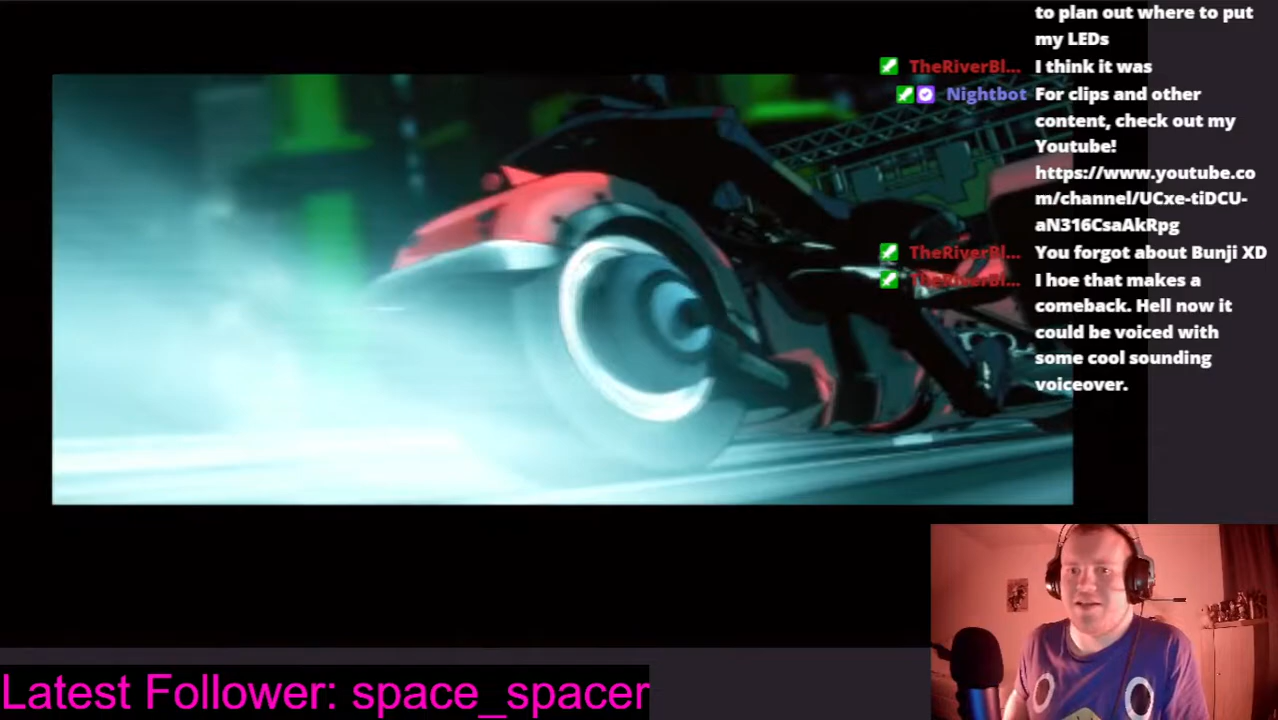 to plan out where to put
my LEDs
TheRiverBl... I think it was
Nightbot For clips and other
content, check out my
Youtube!
https://www.youtube.co
m/channel/UCxe-tiDCU-
aN316CsaAkRpg
TheRiverBl... You forgot about Bunji XD
TheRiverBl... I hoe that makes a
comeback. Hell now it
could be voiced with
some cool sounding
voiceover.
Latest Follower: space_spacer